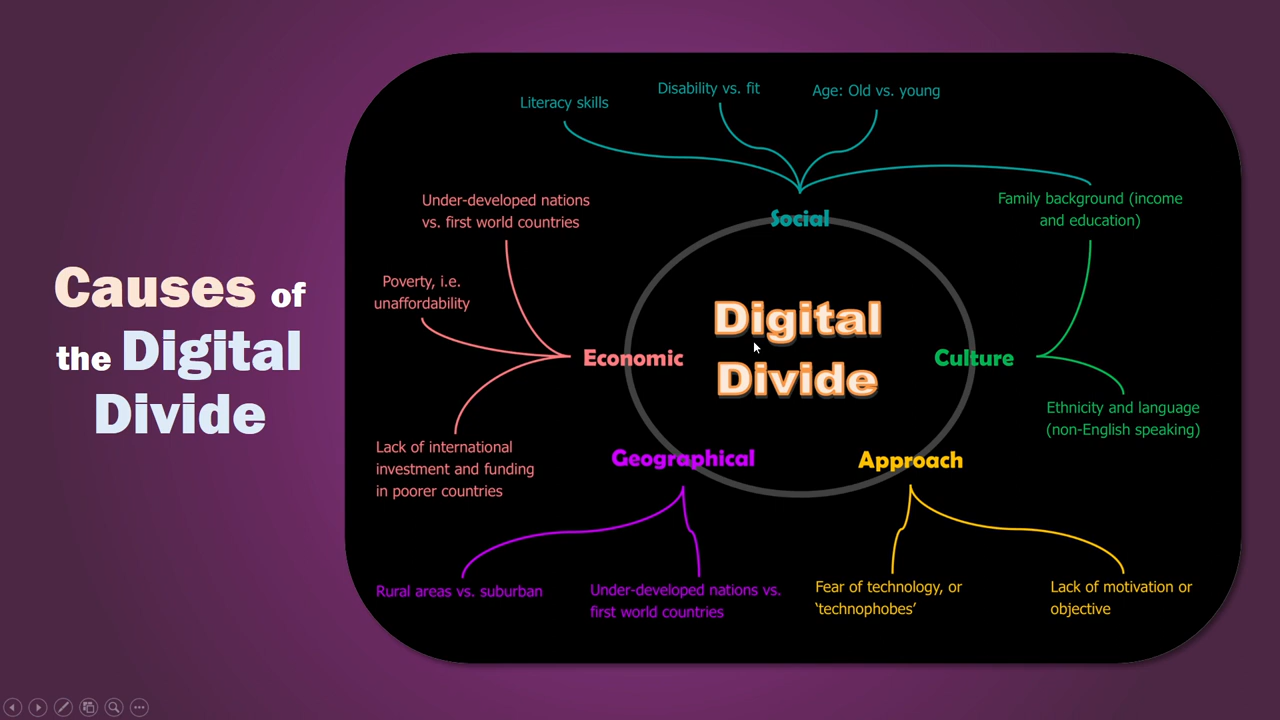 Causes of
the Digital
Divide
Literacy skills
Disability vs. fit
Age: Old vs. young
Under-developed nations
vs. first world countries
Family background (income
and education)
Social
Poverty, i.e.
unaffordability
Digital
Divide
Economic
Culture
Ethnicity and language
(non-English speaking)
Lack of international
investment and funding
in poorer countries
Geographical
Approach
Rural areas vs. suburban
Under-developed nations vs.
first world countries
Fear of technology, or
‘technophobes’
Lack of motivation or
objective